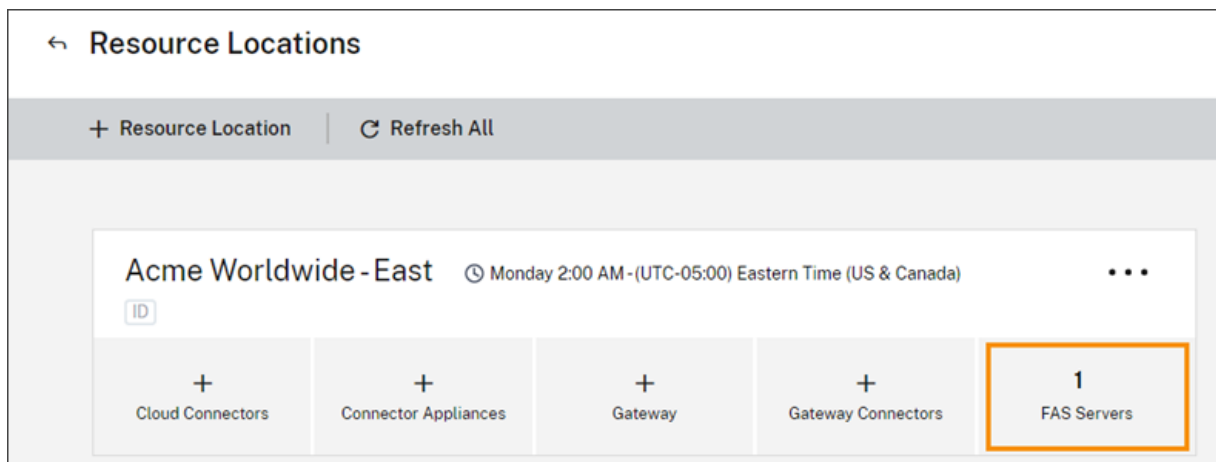 Resource Locations
+ Resource Location
Refresh All
Acme Worldwide - East
Monday 2:00 AM - (UTC-05:00) Eastern Time (US & Canada)
ID
+ + + + 1
Cloud Connectors Connector Appliances Gateway Gateway Connectors FAS Servers